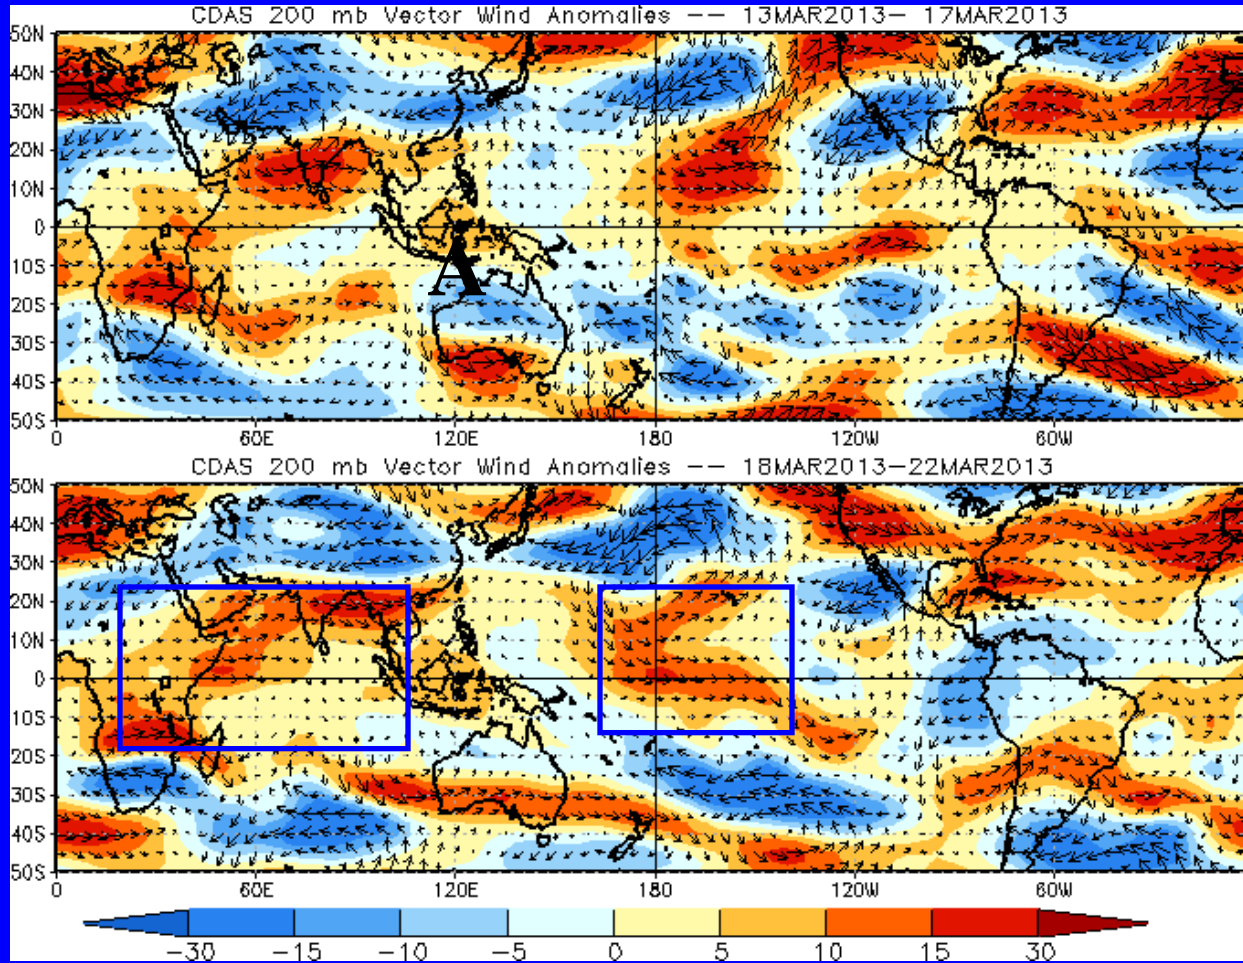 CDAS 200 mb Vector Wind Anomalies -- 13MAR2013- 17MAR2013
50N
40N
30N
20N
10N
0
10S
20S
30S
40S
50S
A
0 60E 120E 180 120W 60W
CDAS 200 mb Vector Wind Anomalies -- 18MAR2013-22MAR2013
50N
40N
30N
20N
10N
0
10S
20S
30S
40S
50S
0 60E 120E 180 120W 60W
-30 -15 -10 -5 0 5 10 15 30